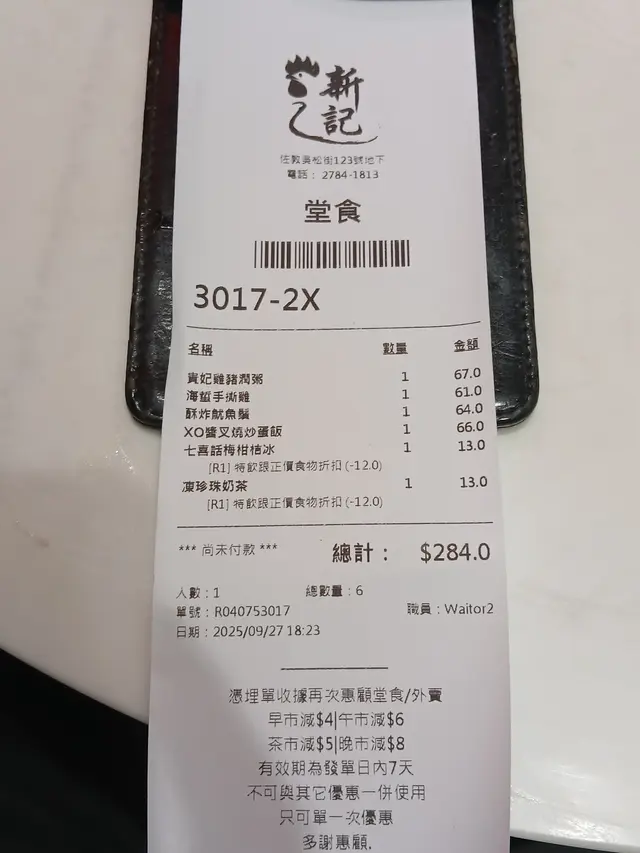 新記
佐敦吳松街123號地下
電話： 2784-1813
堂食
3017-2X
名稱 數量 金額
貴妃雞豬潤粥 1 67.0
海蜇手撕雞 1 61.0
酥炸魷魚鬚 1 64.0
XO醬叉燒炒蛋飯 1 66.0
七喜話梅柑桔冰 1 13.0
[R1] 特飲跟正價食物折扣 (-12.0)
凍珍珠奶茶 1 13.0
[R1] 特飲跟正價食物折扣 (-12.0)
*** 尚未付款 *** 總計： $284.0
人數：1 總數量：6
單號：R040753017 職員：Waitor2
日期：2025/09/27 18:23
憑埋單收據再次惠顧堂食/外賣
早市減$4|午市減$6
茶市減$5|晚市減$8
有效期為發單日內7天
不可與其它優惠一併使用
只可單一次優惠
多謝惠顧.